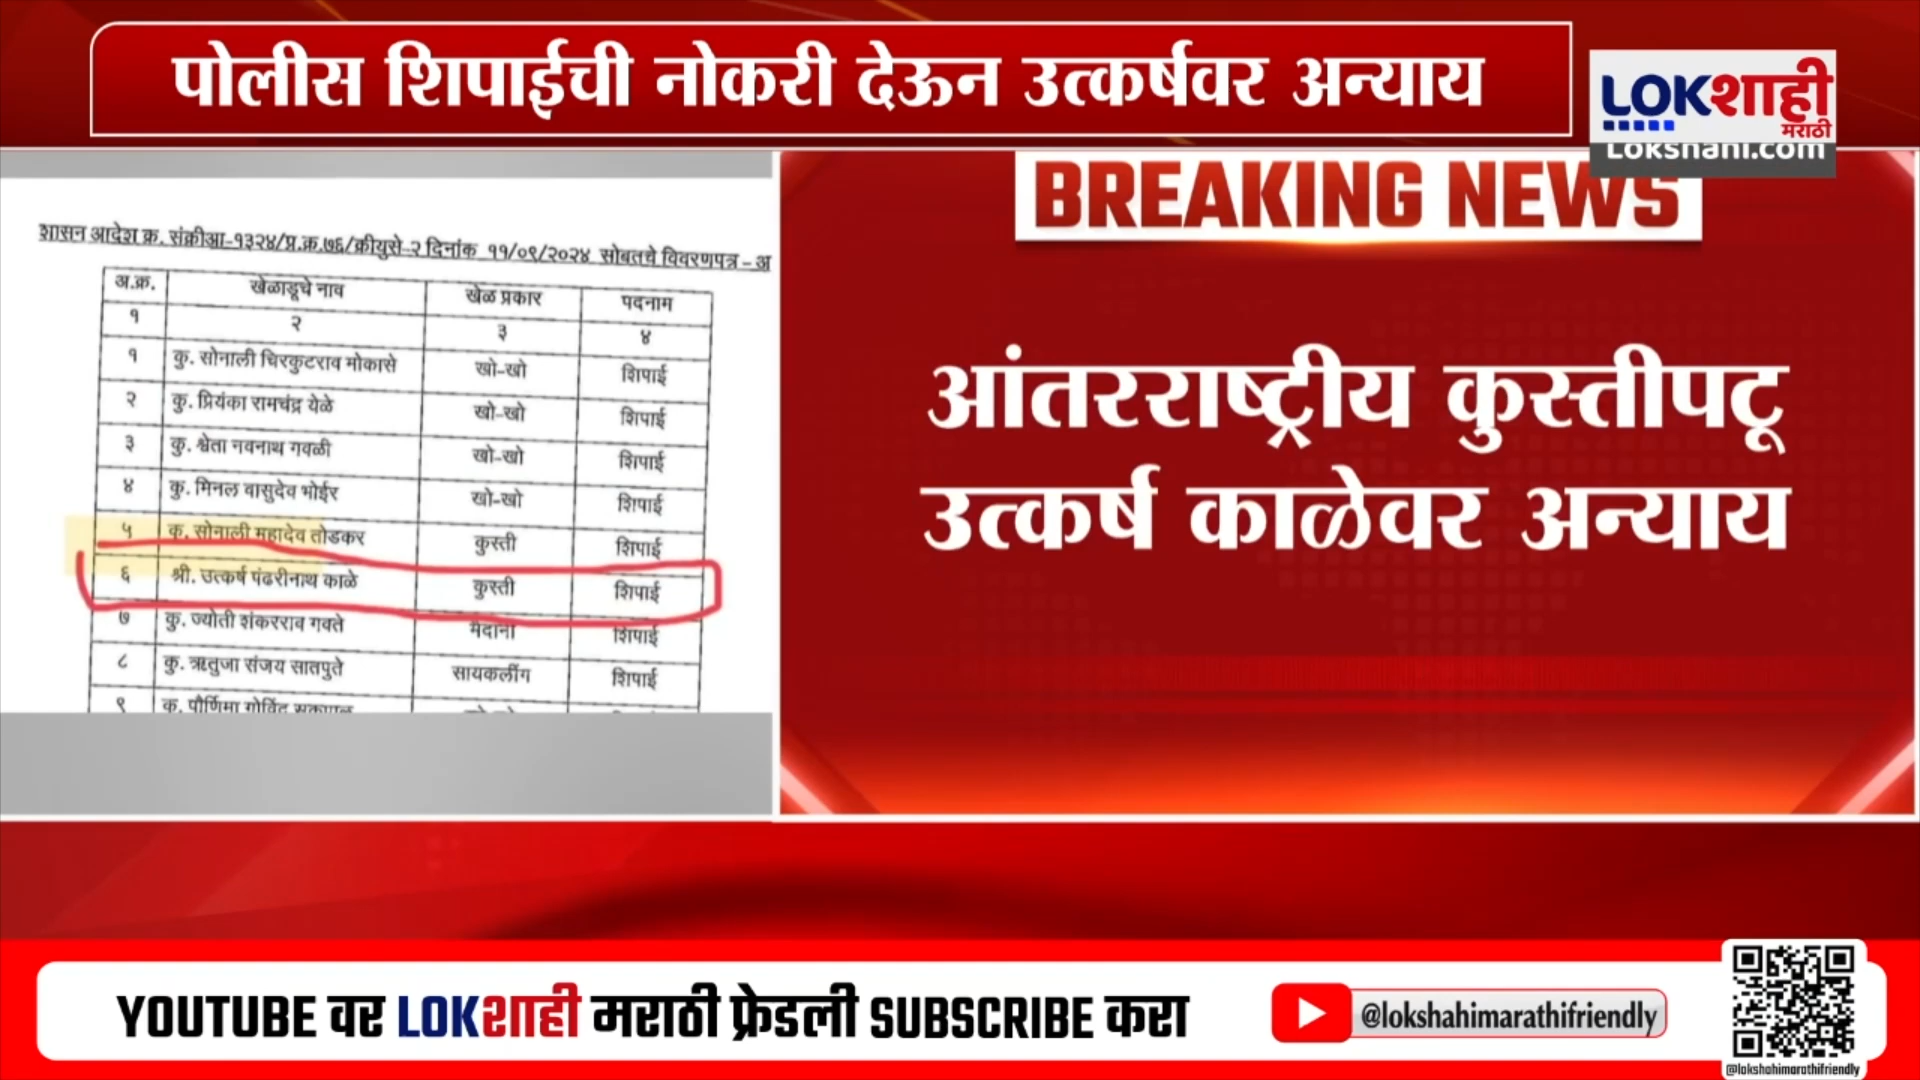 पोलीस शिपाईची नोकरी देऊन उत्कर्षवर अन्याय
LOKशाही
मराठी
LOKSHAHI.COM
BREAKING NEWS
शासन आदेश क्र. संक्रीआ-१३२४/प्र.क्र.७६/क्रीयुसे-२ दिनांक ११/०९/२०२४ सोबतचे विवरणपत्र - अ
अ.क्र. खेळाडूचे नाव खेळ प्रकार पदनाम
१ २ ३ ४
१ कु. सोनाली चिरकुटराव मोकासे खो-खो शिपाई
२ कु. प्रियंका रामचंद्र येळे खो-खो शिपाई
३ कु. श्वेता नवनाथ गवळी खो-खो शिपाई
४ कु. मिनल वासुदेव भोईर खो-खो शिपाई
५ कु. सोनाली महादेव तोडकर कुस्ती शिपाई
६ श्री. उत्कर्ष पंढरीनाथ काळे कुस्ती शिपाई
७ कु. ज्योती शंकरराव गवते मैदानी शिपाई
८ कु. ऋतुजा संजय सातपुते सायकलींग शिपाई
९ कु. पौर्णिमा गोविंद सकपाळ
आंतरराष्ट्रीय कुस्तीपटू
उत्कर्ष काळेवर अन्याय
YOUTUBE वर LOKशाही मराठी फ्रेंडली SUBSCRIBE करा
@lokshahimarathifriendly
@lokshahimarathifriendly